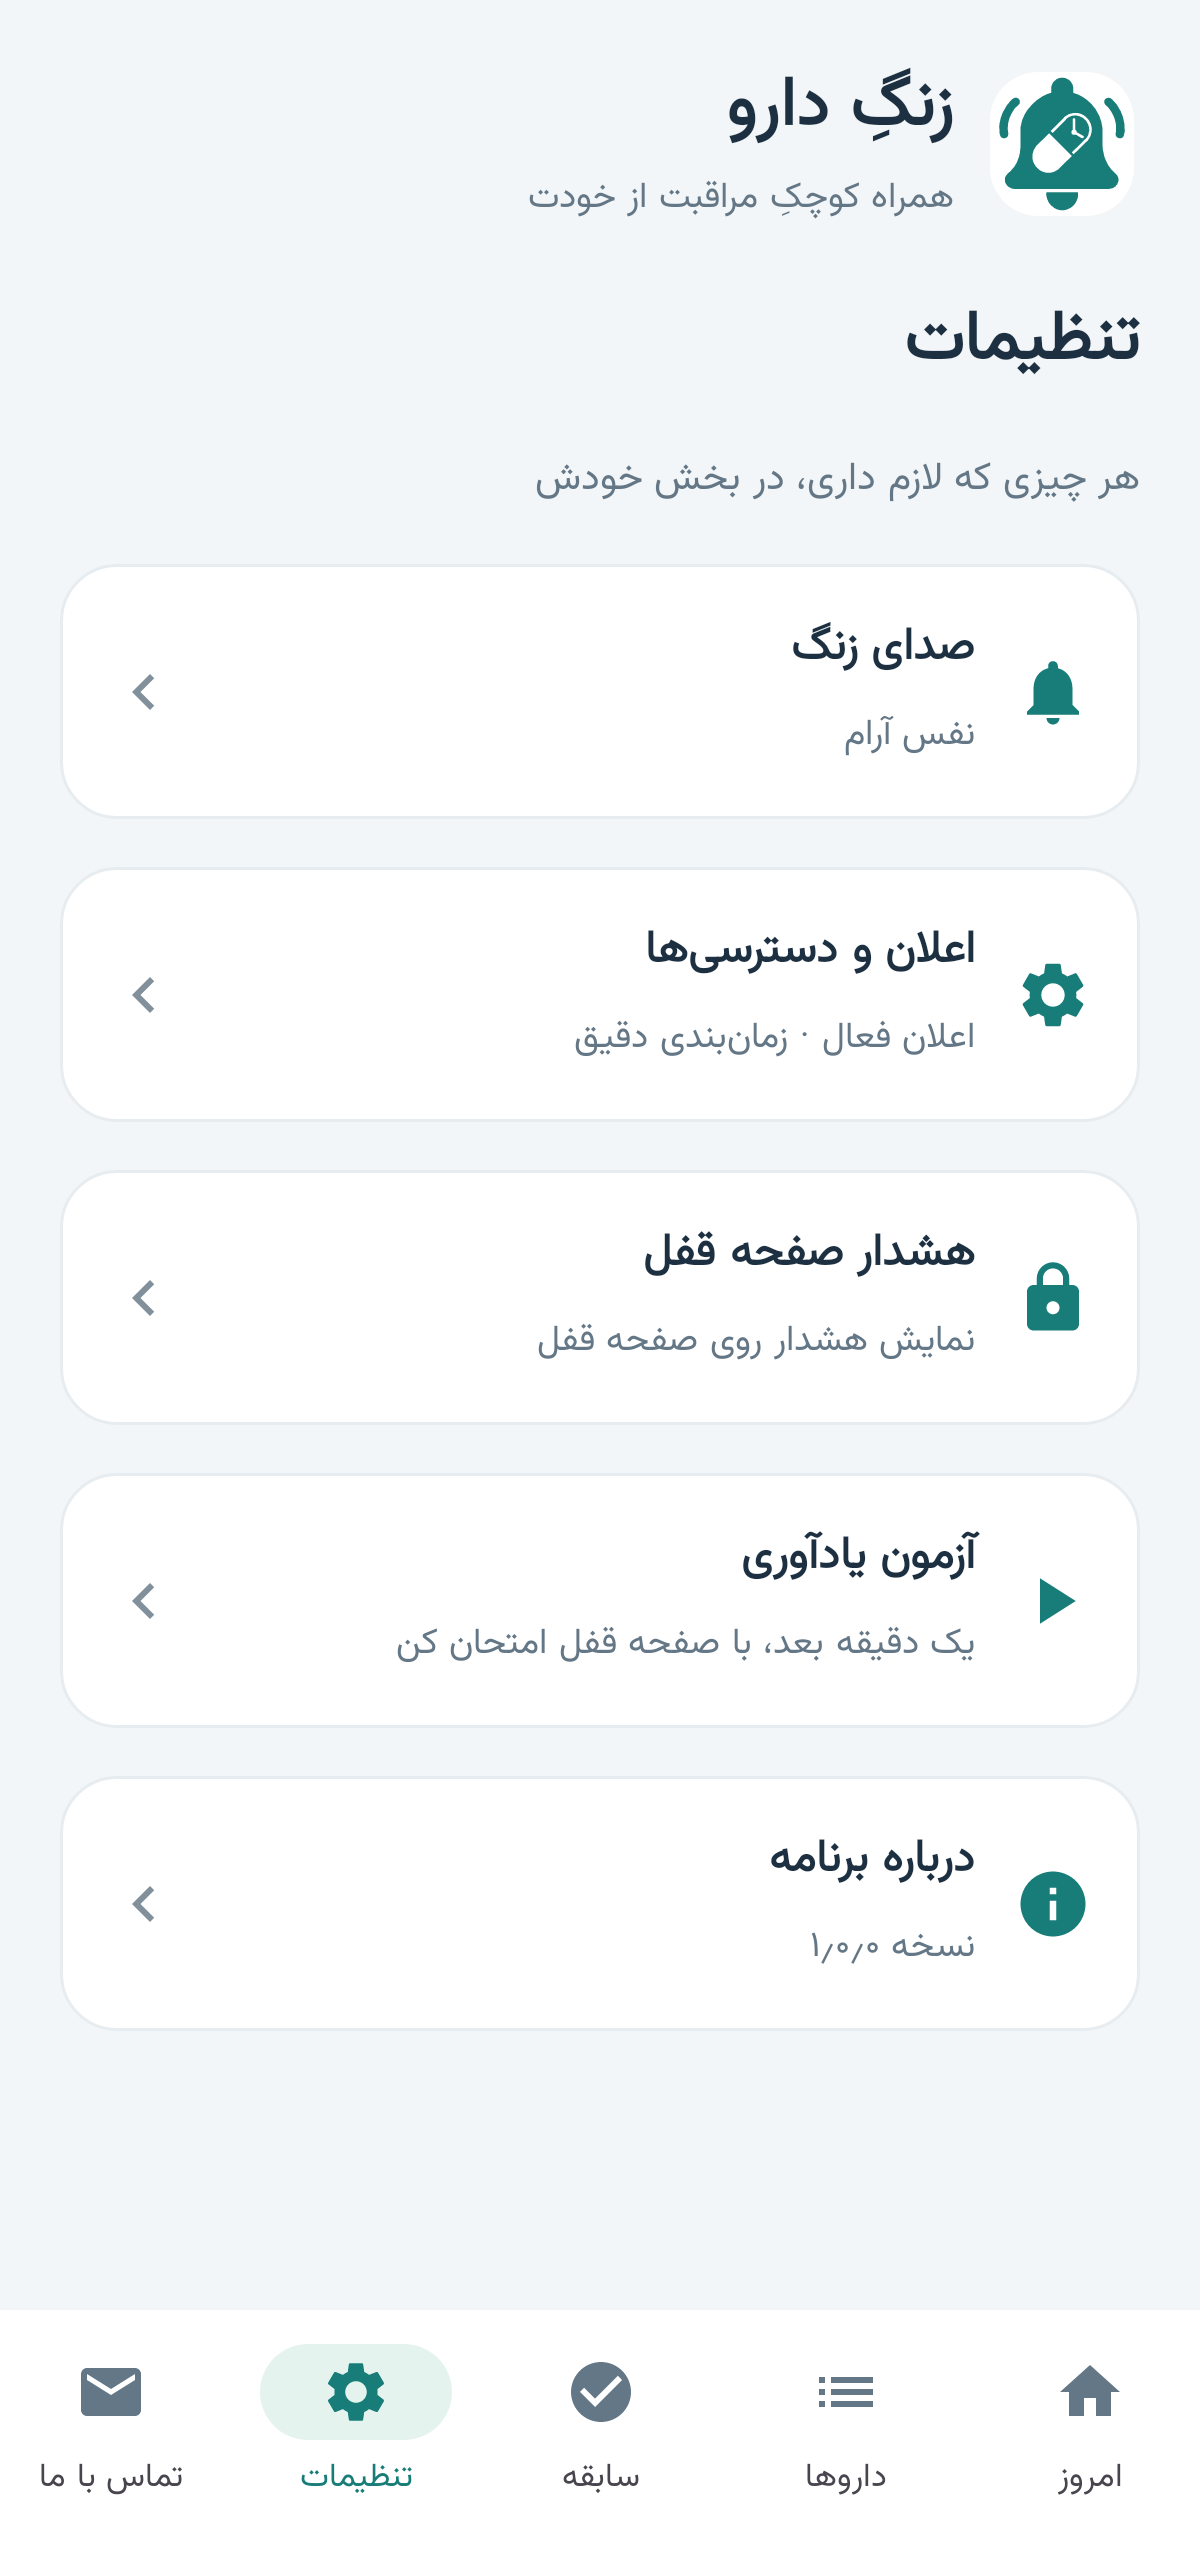 زنگِ دارو
همراه کوچکِ مراقبت از خودت
تنظیمات
هر چیزی که لازم داری، در بخش خودش
صدای زنگ
نفس آرام
اعلان و دسترسی‌ها
اعلان فعال · زمان‌بندی دقیق
هشدار صفحه قفل
نمایش هشدار روی صفحه قفل
آزمون یادآوری
یک دقیقه بعد، با صفحه قفل امتحان کن
درباره برنامه
نسخه ۱٫۰٫۰
امروز
داروها
سابقه
تنظیمات
تماس با ما